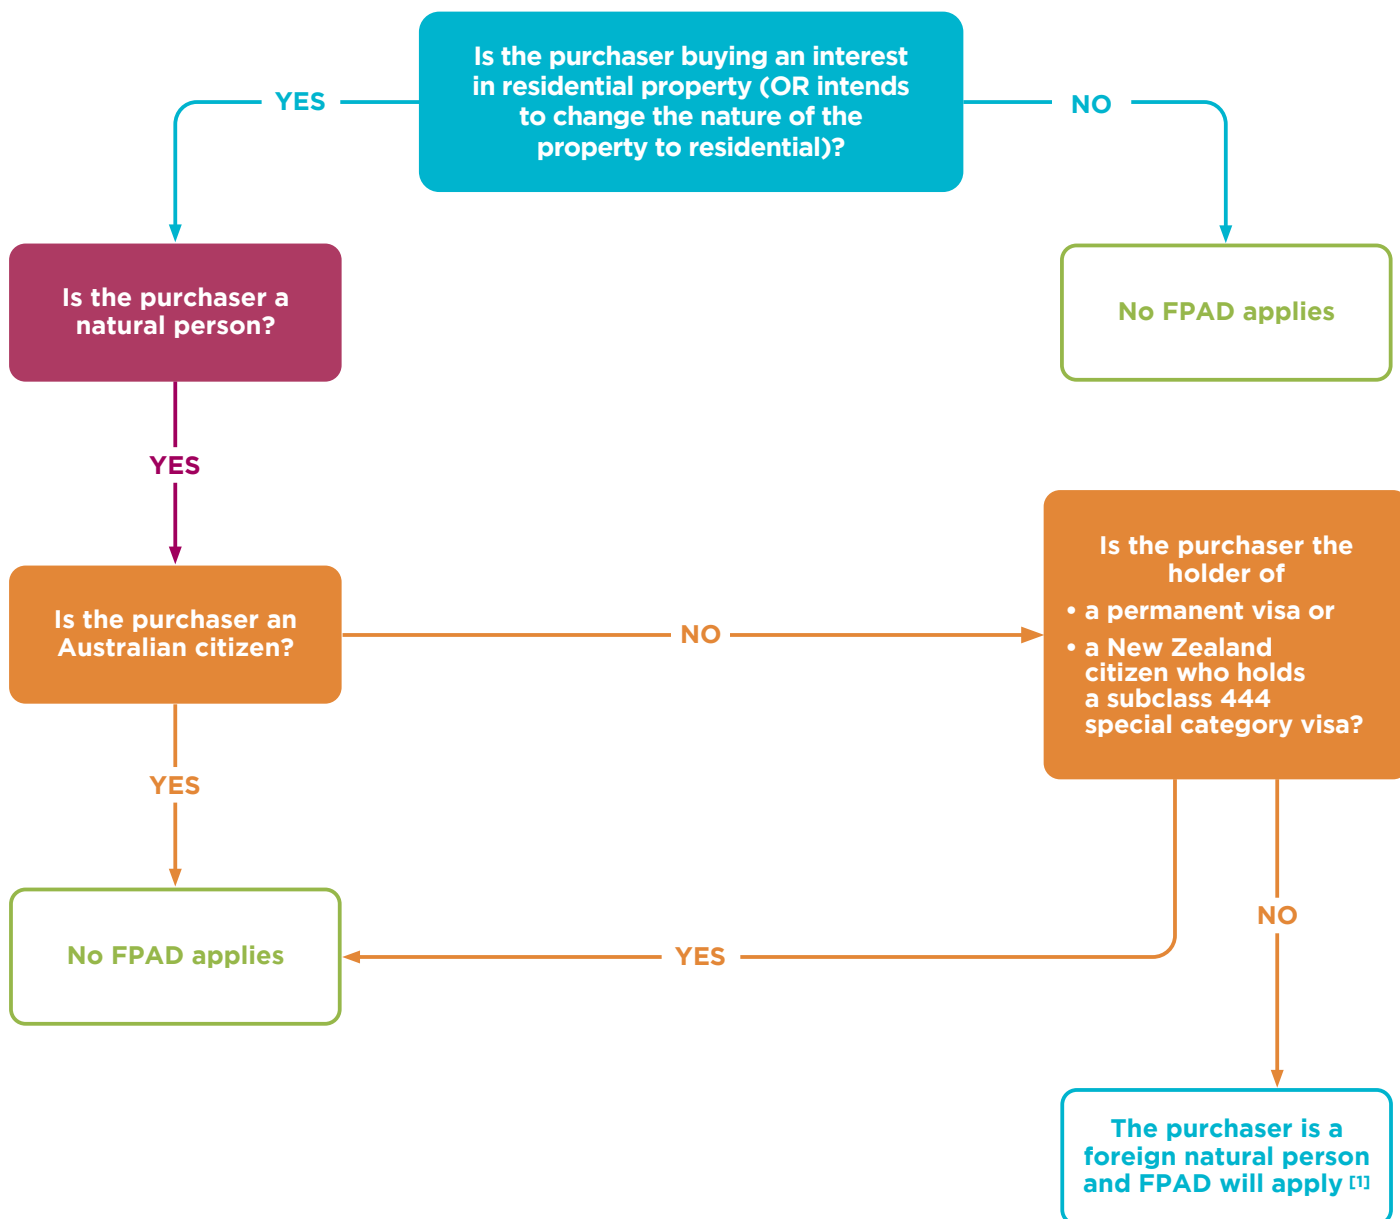 Is the purchaser buying an interest
in residential property (OR intends
to change the nature of the
property to residential)?
YES
NO
Is the purchaser a
natural person?
No FPAD applies
YES
Is the purchaser an
Australian citizen?
NO
Is the purchaser the
holder of
• a permanent visa or
• a New Zealand
citizen who holds
a subclass 444
special category visa?
YES
No FPAD applies
YES
NO
The purchaser is a
foreign natural person
and FPAD will apply [1]